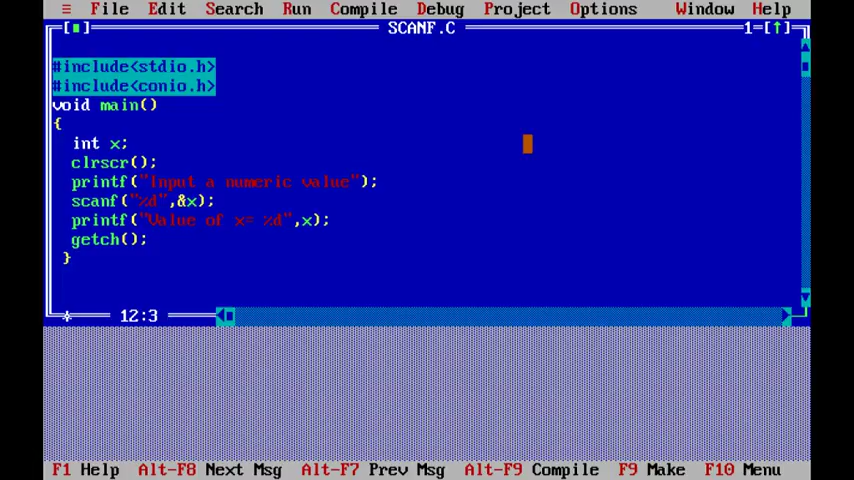 ≡ File Edit Search Run Compile Debug Project Options Window Help
[■] SCANF.C 1=[↑]
#include<stdio.h>
#include<conio.h>
void main()
{
int x;
clrscr();
printf("Input a numeric value");
scanf("%d",&x);
printf("Value of x= %d",x);
getch();
}
* 12:3
F1 Help Alt-F8 Next Msg Alt-F7 Prev Msg Alt-F9 Compile F9 Make F10 Menu